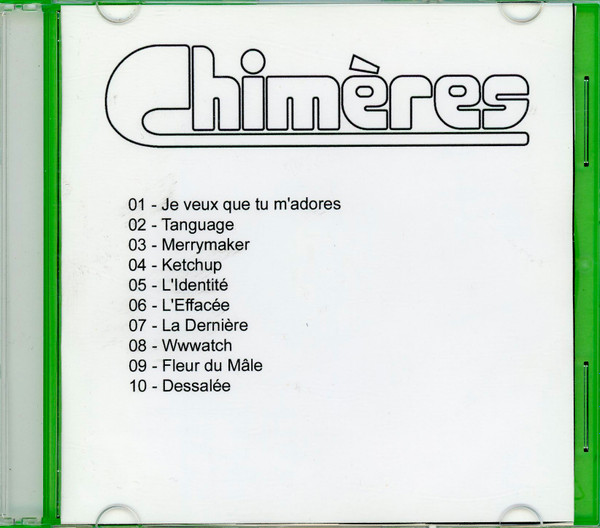 Chimères
01 - Je veux que tu m'adores
02 - Tanguage
03 - Merrymaker
04 - Ketchup
05 - L'Identité
06 - L'Effacée
07 - La Dernière
08 - Wwwatch
09 - Fleur du Mâle
10 - Dessalée